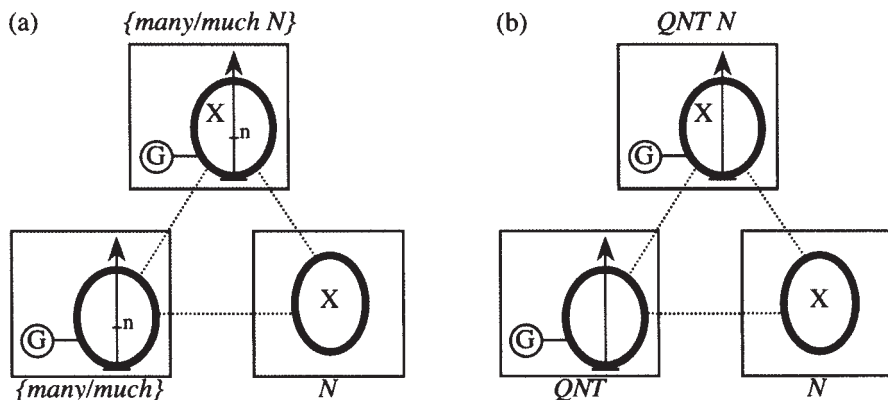 (a) {many/much N}
X
n
G
{many/much}
n
G
X
N
(b) QNT N
X
G
QNT
G
X
N